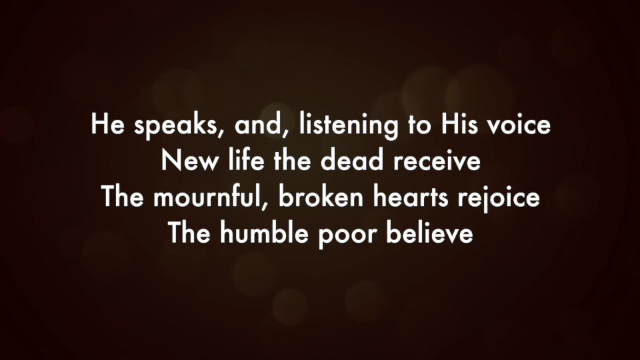 He speaks, and, listening to His voice
New life the dead receive
The mournful, broken hearts rejoice
The humble poor believe